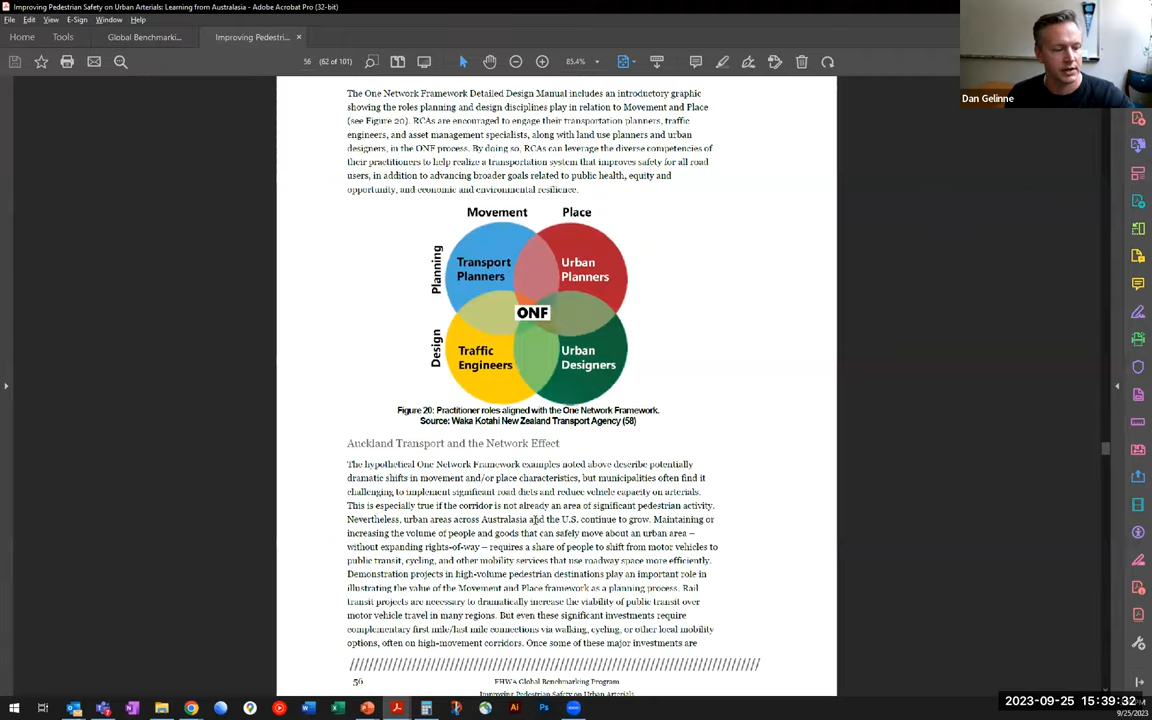 Improving Pedestrian Safety on Urban Arterials: Learning from Australasia - Adobe Acrobat Pro (32-bit)
File Edit View E-Sign Window Help
Home Tools Global Benchmarki... Improving Pedestri... ×
56 (62 of 101) 85.4%
Dan Gelinne
The One Network Framework Detailed Design Manual includes an introductory graphic
showing the roles planning and design disciplines play in relation to Movement and Place
(see Figure 20). RCAs are encouraged to engage their transportation planners, traffic
engineers, and asset management specialists, along with land use planners and urban
designers, in the ONF process. By doing so, RCAs can leverage the diverse competencies of
their practitioners to help realize a transportation system that improves safety for all road
users, in addition to advancing broader goals related to public health, equity and
opportunity, and economic and environmental resilience.
Movement Place
Planning
Transport
Planners
Urban
Planners
ONF
Design
Traffic
Engineers
Urban
Designers
Figure 20: Practitioner roles aligned with the One Network Framework.
Source: Waka Kotahi New Zealand Transport Agency (58)
Auckland Transport and the Network Effect
The hypothetical One Network Framework examples noted above describe potentially
dramatic shifts in movement and/or place characteristics, but municipalities often find it
challenging to implement significant road diets and reduce vehicle capacity on arterials.
This is especially true if the corridor is not already an area of significant pedestrian activity.
Nevertheless, urban areas across Australasia and the U.S. continue to grow. Maintaining or
increasing the volume of people and goods that can safely move about an urban area –
without expanding rights-of-way – requires a share of people to shift from motor vehicles to
public transit, cycling, and other mobility services that use roadway space more efficiently.
Demonstration projects in high-volume pedestrian destinations play an important role in
illustrating the value of the Movement and Place framework as a planning process. Rail
transit projects are necessary to dramatically increase the viability of public transit over
motor vehicle travel in many regions. But even these significant investments require
complementary first mile/last mile connections via walking, cycling, or other local mobility
options, often on high-movement corridors. Once some of these major investments are
56 FHWA Global Benchmarking Program
Improving Pedestrian Safety on Urban Arterials
2023-09-25 15:39:32
9/25/2023